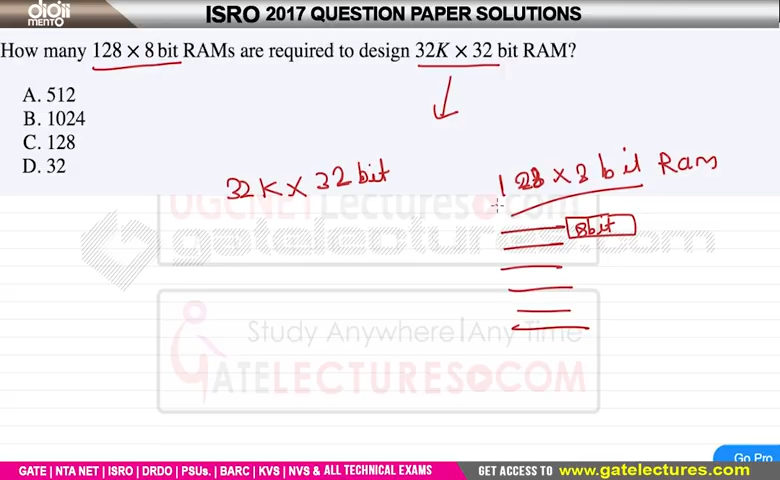 digii
MENTO
ISRO 2017 QUESTION PAPER SOLUTIONS
How many 128 × 8 bit RAMs are required to design 32K × 32 bit RAM?
A. 512
B. 1024
C. 128
D. 32
32K × 32 bit
128 × 8 bit Ram
8bit
UGCNETLectures.com
gatelectures.com
Study Anywhere|Any Time
GATELECTURES.COM
Go Pro
GATE | NTA NET | ISRO | DRDO | PSUs. | BARC | KVS | NVS & ALL TECHNICAL EXAMS GET ACCESS TO www.gatelectures.com